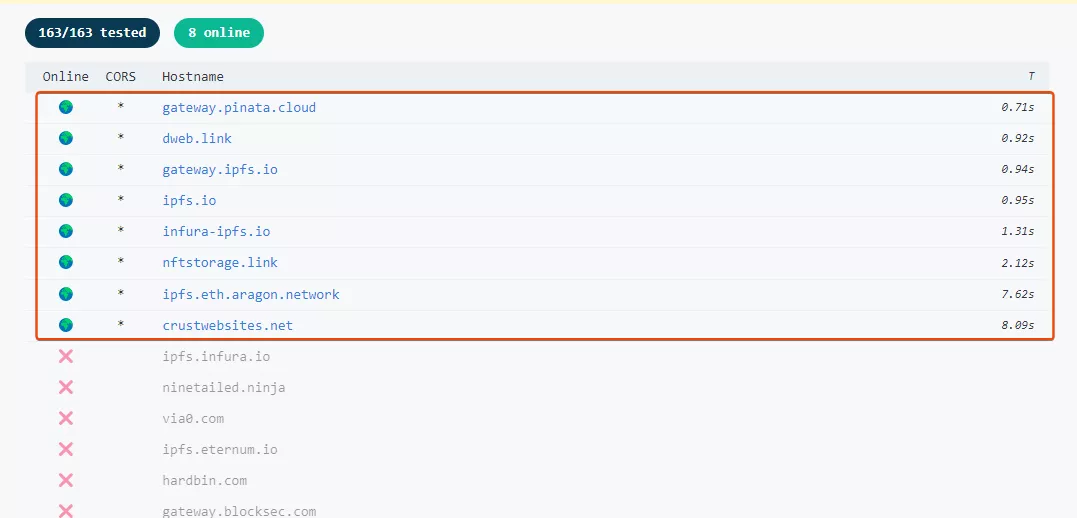 163/163 tested 8 online
Online CORS Hostname T
* gateway.pinata.cloud 0.71s
* dweb.link 0.92s
* gateway.ipfs.io 0.94s
* ipfs.io 0.95s
* infura-ipfs.io 1.31s
* nftstorage.link 2.12s
* ipfs.eth.aragon.network 7.62s
* crustwebsites.net 8.09s
ipfs.infura.io
ninetailed.ninja
via0.com
ipfs.eternum.io
hardbin.com
gateway.blocksec.com